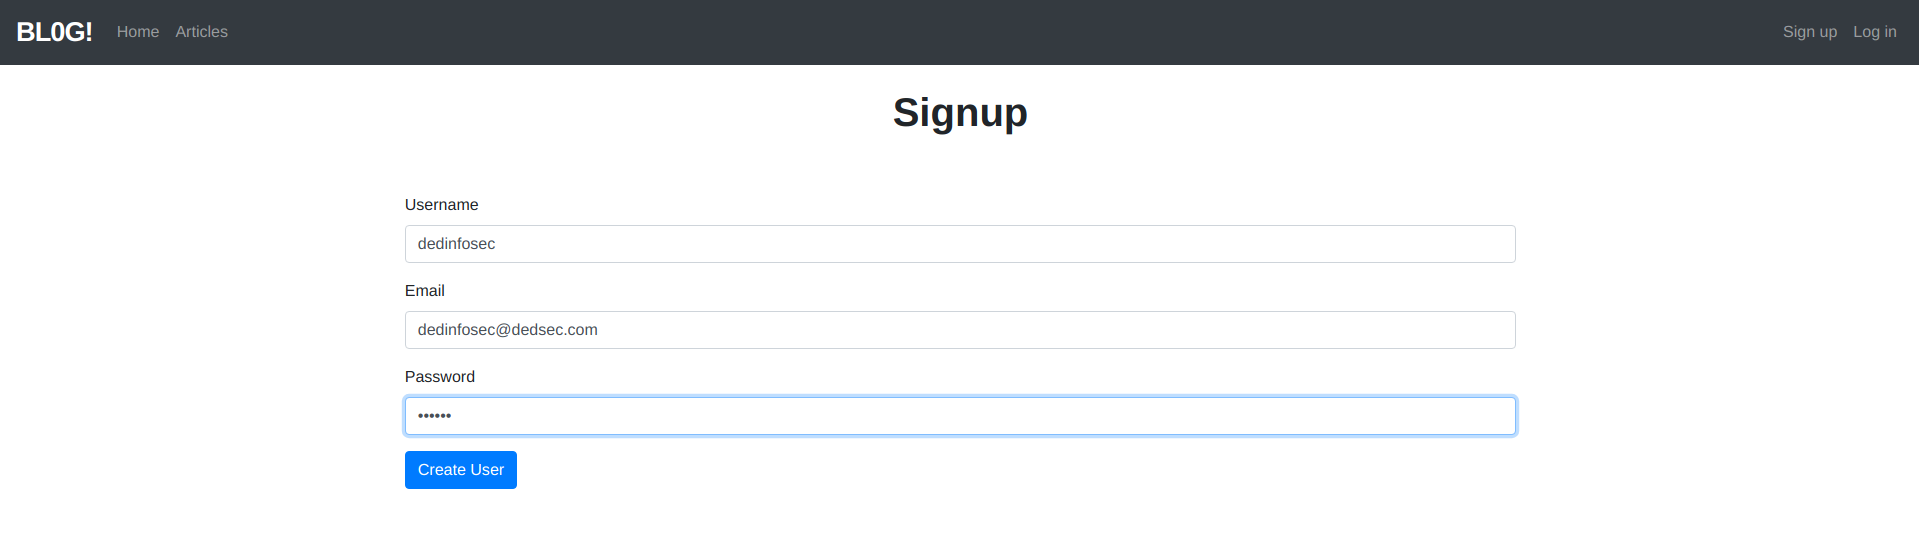 BL0G! Home Articles Sign up Log in
Signup
Username
dedinfosec
Email
dedinfosec@dedsec.com
Password
••••••
Create User